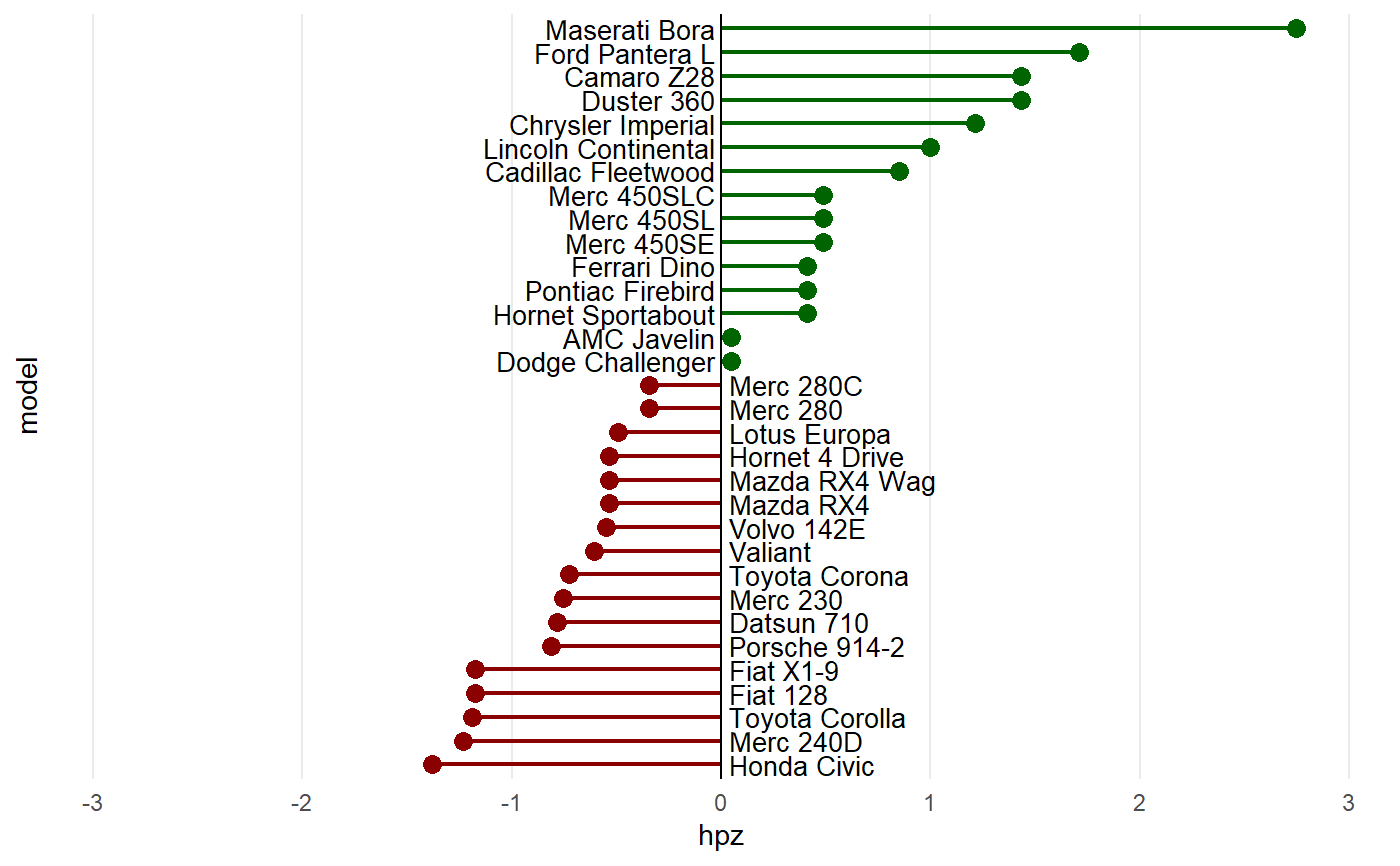 Maserati Bora
Ford Pantera L
Camaro Z28
Duster 360
Chrysler Imperial
Lincoln Continental
Cadillac Fleetwood
Merc 450SLC
Merc 450SL
Merc 450SE
Ferrari Dino
Pontiac Firebird
Hornet Sportabout
AMC Javelin
Dodge Challenger
Merc 280C
Merc 280
Lotus Europa
Hornet 4 Drive
Mazda RX4 Wag
Mazda RX4
Volvo 142E
Valiant
Toyota Corona
Merc 230
Datsun 710
Porsche 914-2
Fiat X1-9
Fiat 128
Toyota Corolla
Merc 240D
Honda Civic
model
-3 -2 -1 0 1 2 3
hpz